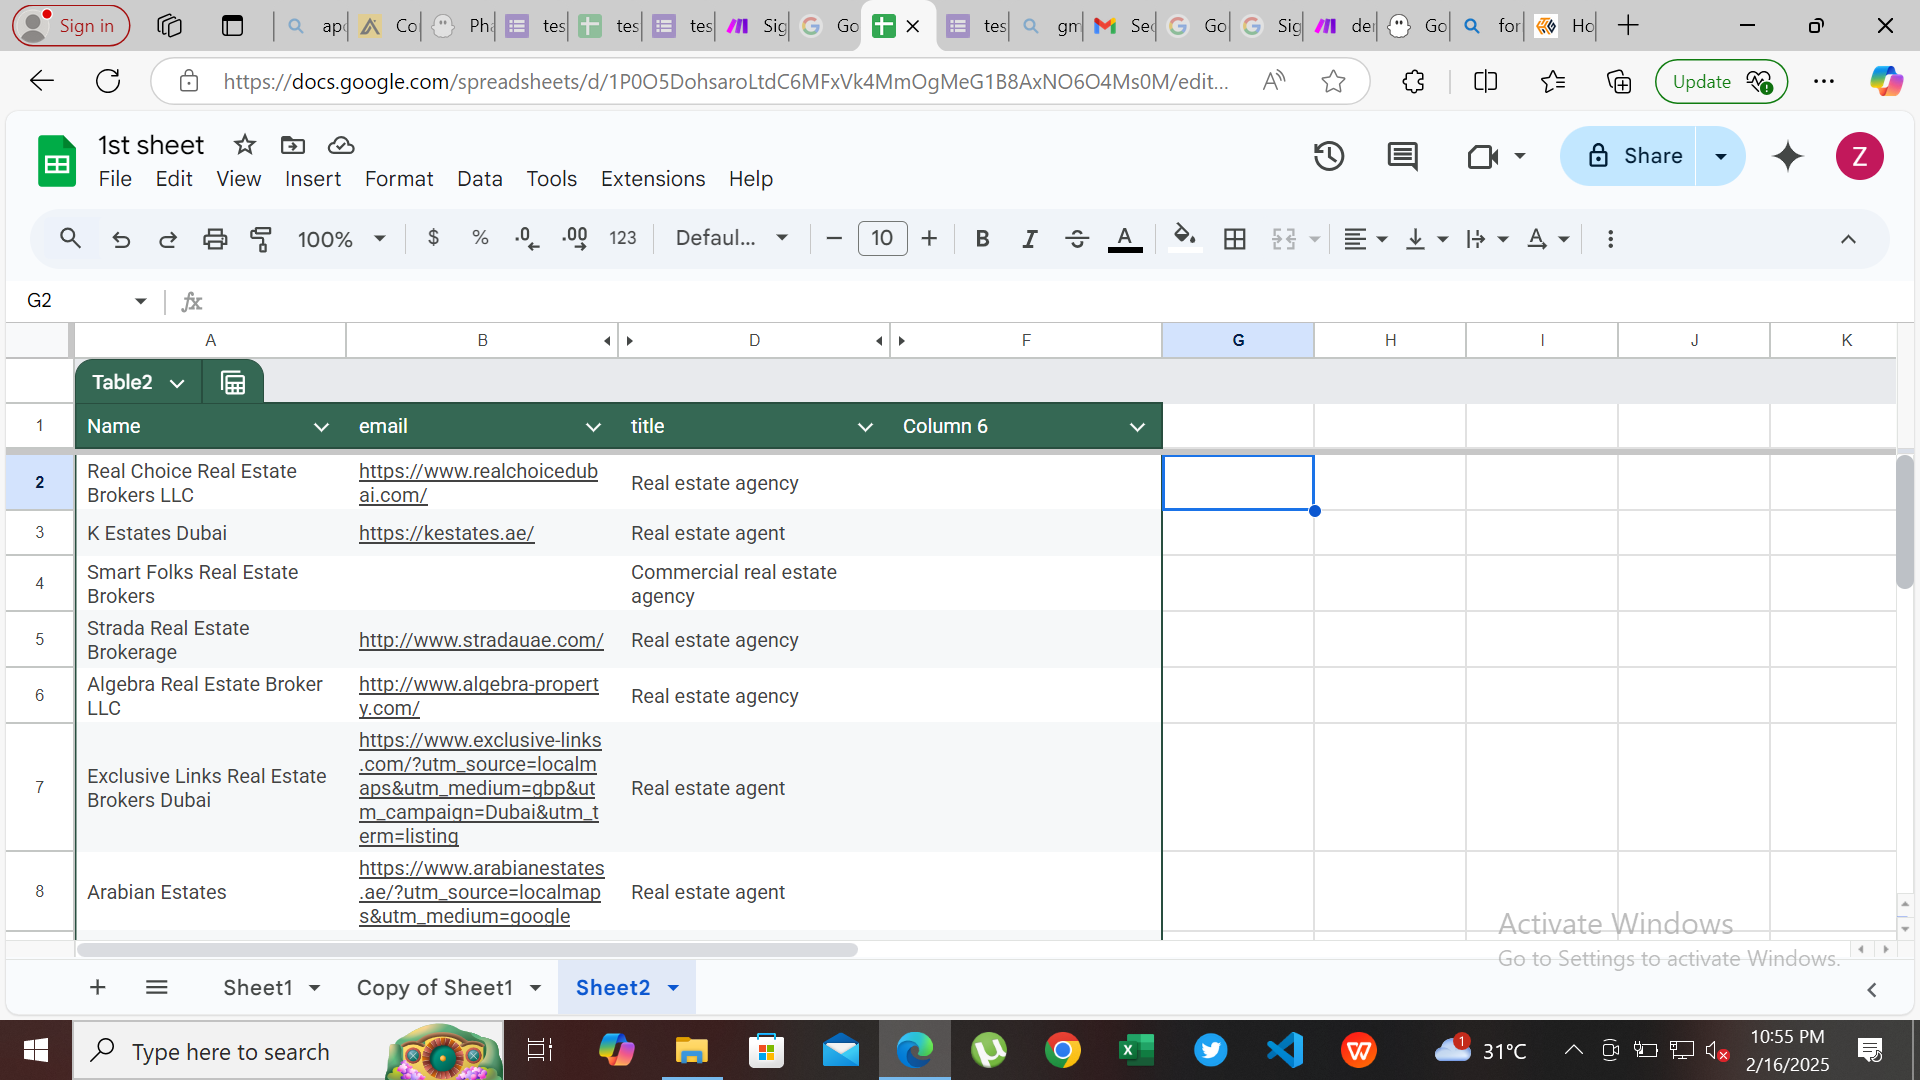 Sign in
apo
Co
Pha
tes
tes
tes
Sig
Go
tes
gm
Sec
Go
Sig
der
Go
for
Ho
https://docs.google.com/spreadsheets/d/1P0O5DohsaroLtdC6MFxVk4MmOgMeG1B8AxNO6O4Ms0M/edit...
Update
1st sheet
File Edit View Insert Format Data Tools Extensions Help
Share
Z
100% $ % .0 .00 123 Defaul... 10 B I A
G2 fx
A B D F G H I J K
Table2
1 Name email title Column 6
2 Real Choice Real Estate Brokers LLC https://www.realchoicedubai.com/ Real estate agency
3 K Estates Dubai https://kestates.ae/ Real estate agent
4 Smart Folks Real Estate Brokers Commercial real estate agency
5 Strada Real Estate Brokerage http://www.stradauae.com/ Real estate agency
6 Algebra Real Estate Broker LLC http://www.algebra-property.com/ Real estate agency
7 Exclusive Links Real Estate Brokers Dubai https://www.exclusive-links.com/?utm_source=localmaps&utm_medium=gbp&utm_campaign=Dubai&utm_term=listing Real estate agent
8 Arabian Estates https://www.arabianestates.ae/?utm_source=localmaps&utm_medium=google Real estate agent
Activate Windows
Go to Settings to activate Windows.
Sheet1 Copy of Sheet1 Sheet2
Type here to search
1
31°C
10:55 PM
2/16/2025